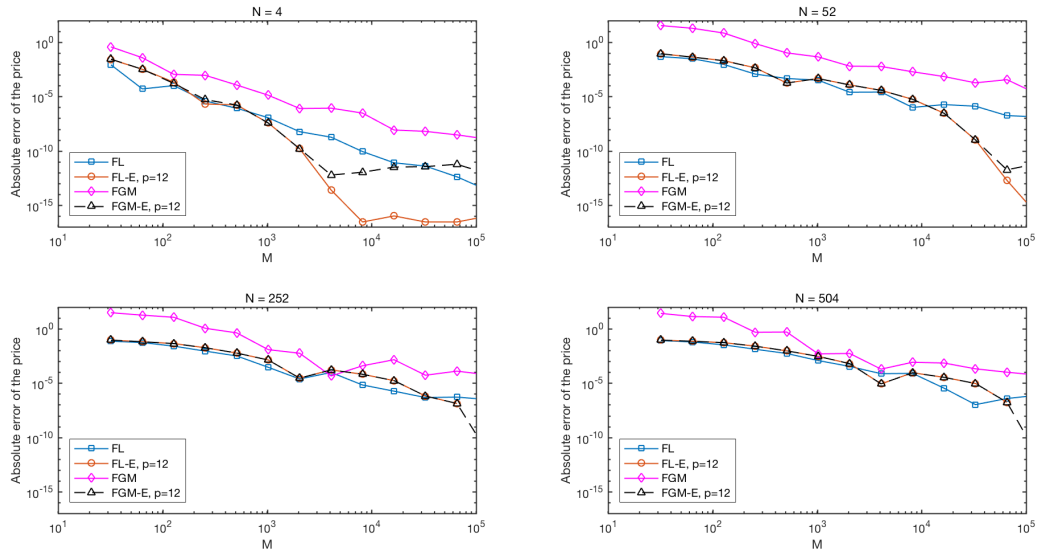 N = 4
Absolute error of the price
10^0
10^-5
10^-10
10^-15
FL
FL-E, p=12
FGM
FGM-E, p=12
10^1
10^2
10^3
10^4
10^5
M
N = 52
Absolute error of the price
10^0
10^-5
10^-10
10^-15
FL
FL-E, p=12
FGM
FGM-E, p=12
10^1
10^2
10^3
10^4
10^5
M
N = 252
Absolute error of the price
10^0
10^-5
10^-10
10^-15
FL
FL-E, p=12
FGM
FGM-E, p=12
10^1
10^2
10^3
10^4
10^5
M
N = 504
Absolute error of the price
10^0
10^-5
10^-10
10^-15
FL
FL-E, p=12
FGM
FGM-E, p=12
10^1
10^2
10^3
10^4
10^5
M